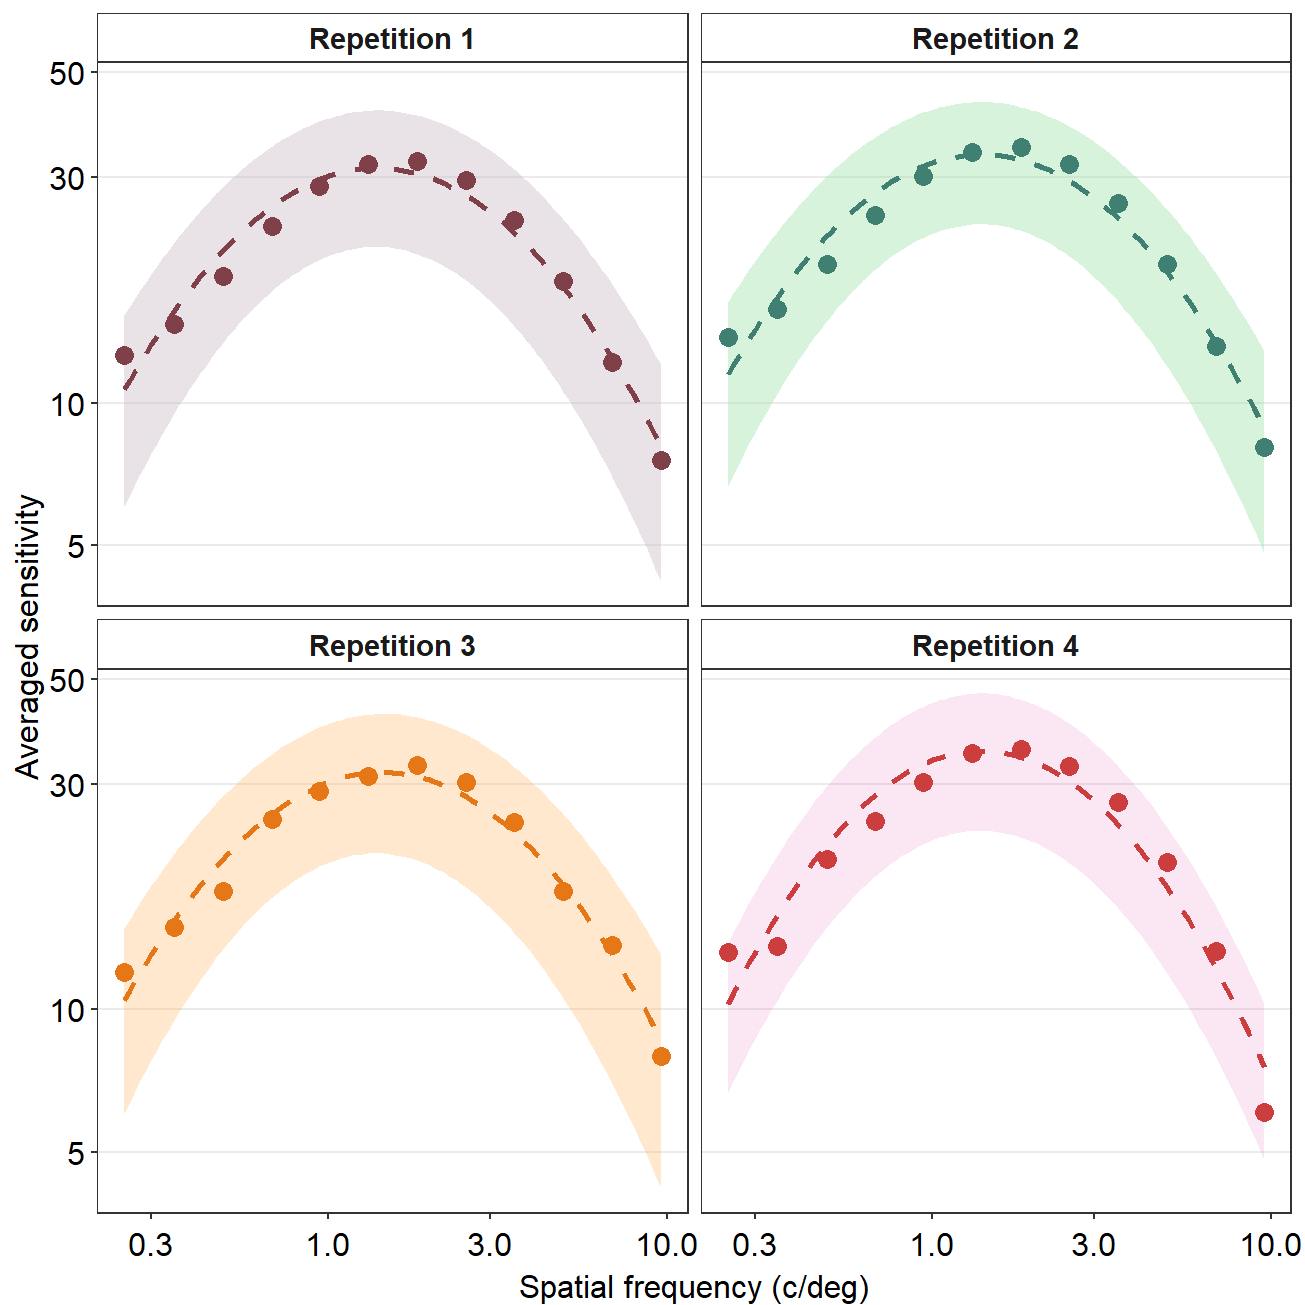 Repetition 1
Repetition 2
50
30
10
5
Averaged sensitivity
Repetition 3
Repetition 4
50
30
10
5
0.3 1.0 3.0 10.0 0.3 1.0 3.0 10.0
Spatial frequency (c/deg)